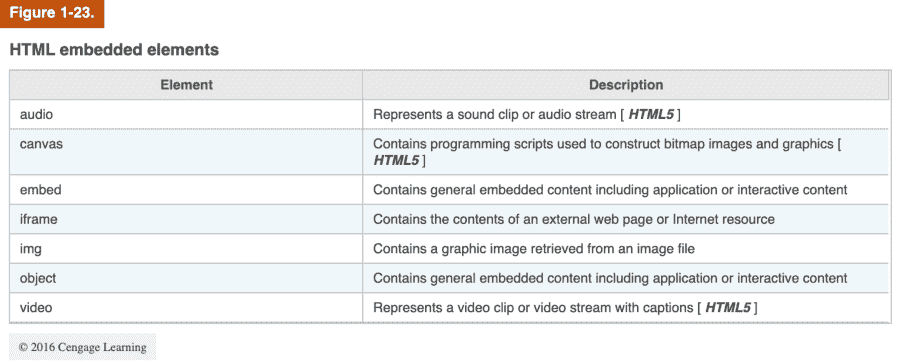 Figure 1-23.
HTML embedded elements
Element Description
audio Represents a sound clip or audio stream [ HTML5 ]
canvas Contains programming scripts used to construct bitmap images and graphics [
HTML5 ]
embed Contains general embedded content including application or interactive content
iframe Contains the contents of an external web page or Internet resource
img Contains a graphic image retrieved from an image file
object Contains general embedded content including application or interactive content
video Represents a video clip or video stream with captions [ HTML5 ]
© 2016 Cengage Learning